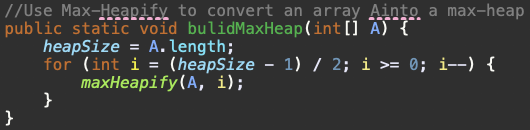 //Use Max-Heapify to convert an array Ainto a max-heap
public static void bulidMaxHeap(int[] A) {
    heapSize = A.length;
    for (int i = (heapSize - 1) / 2; i >= 0; i--) {
        maxHeapify(A, i);
    }
}